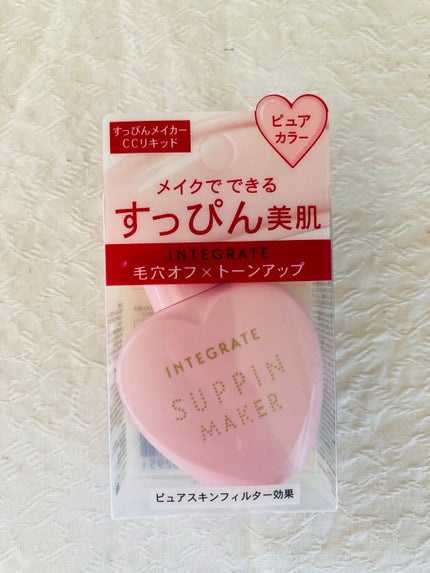 すっぴんメイカー
CCリキッド
ピュア
カラー
メイクでできる
すっぴん美肌
INTEGRATE
毛穴オフ×トーンアップ
INTEGRATE
SUPPIN
MAKER
ピュアスキンフィルター効果